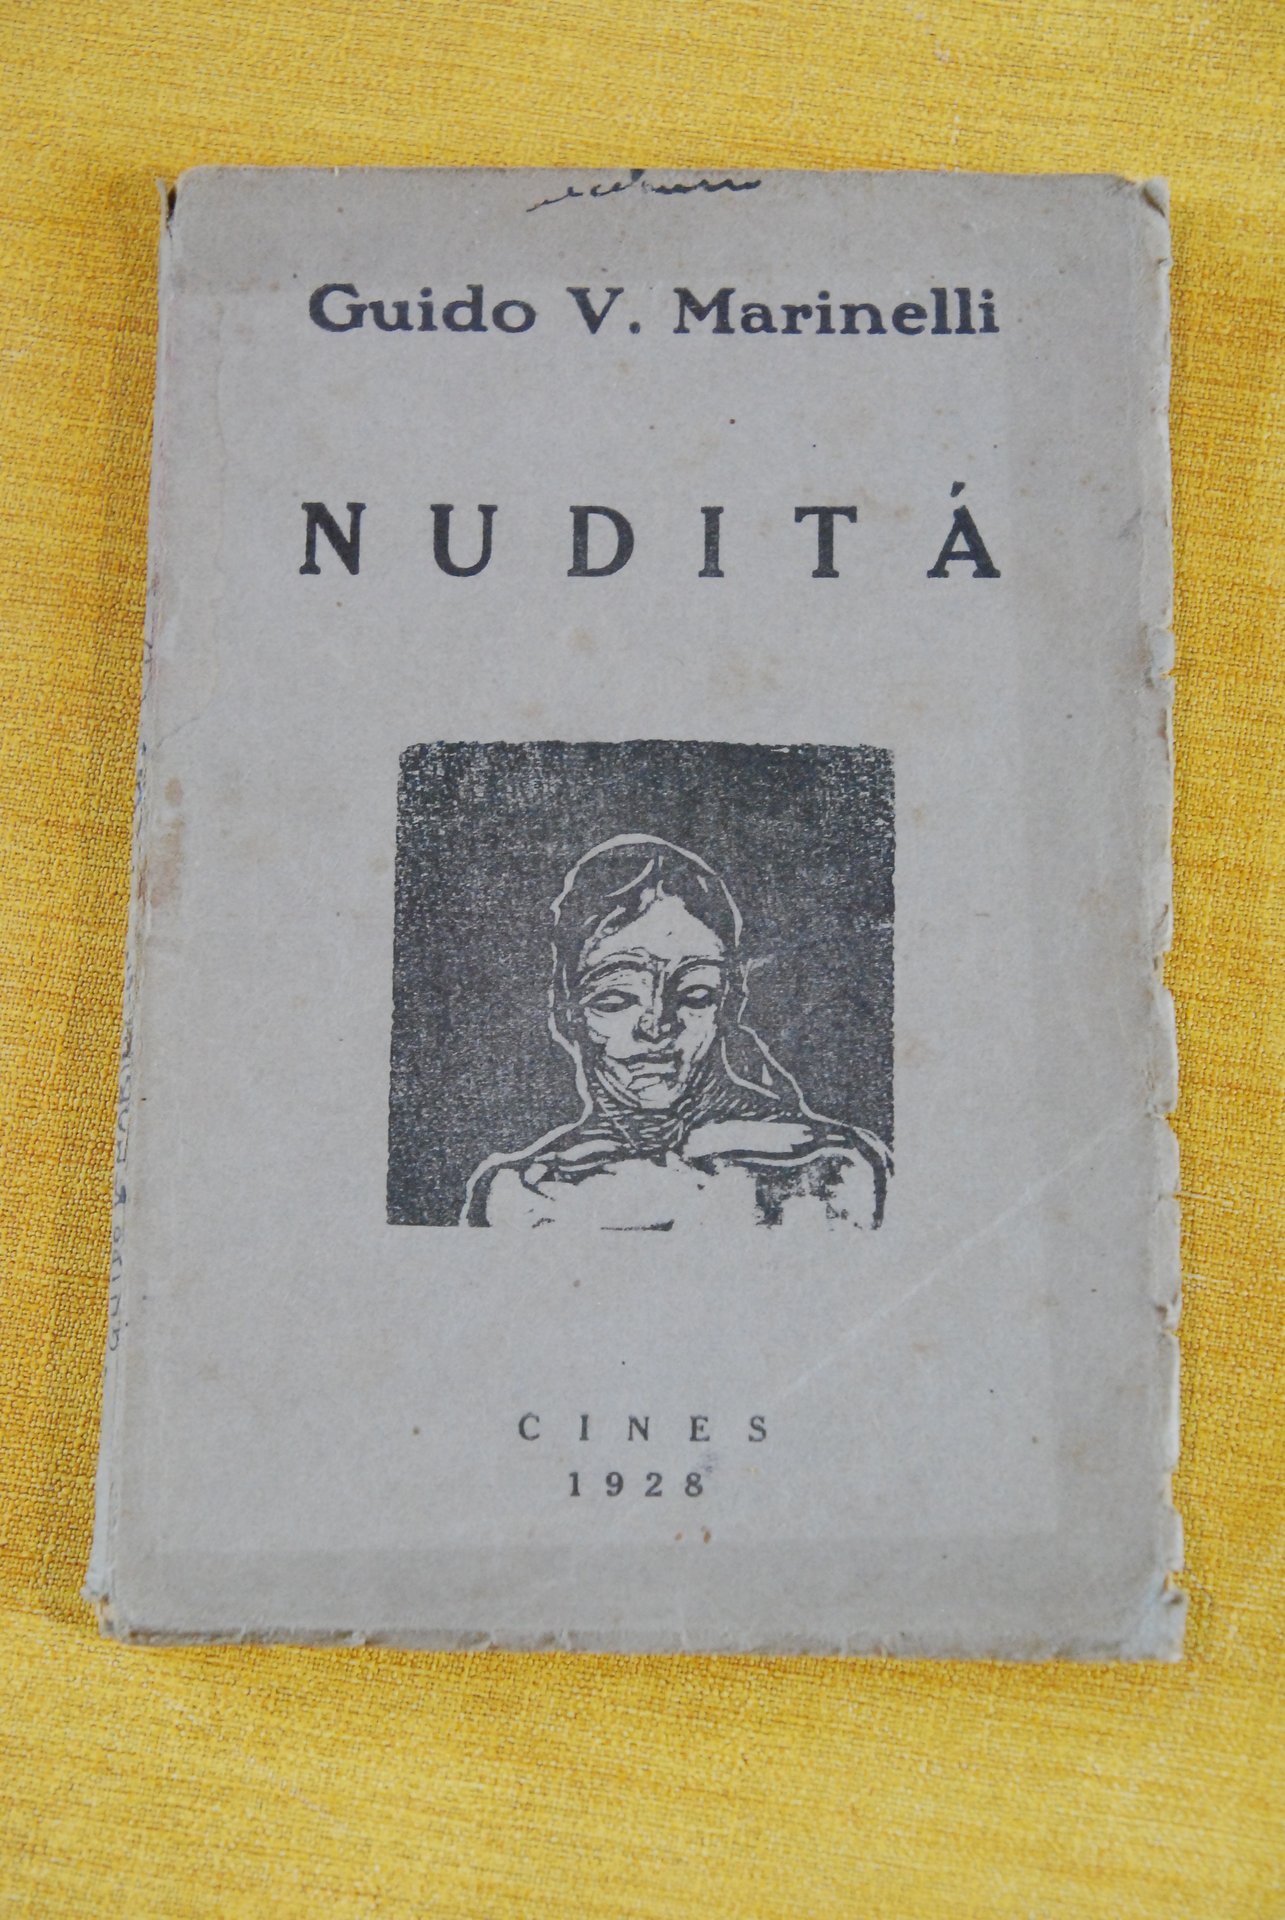 Guido V. Marinelli
NUDITÁ
CINES
1928